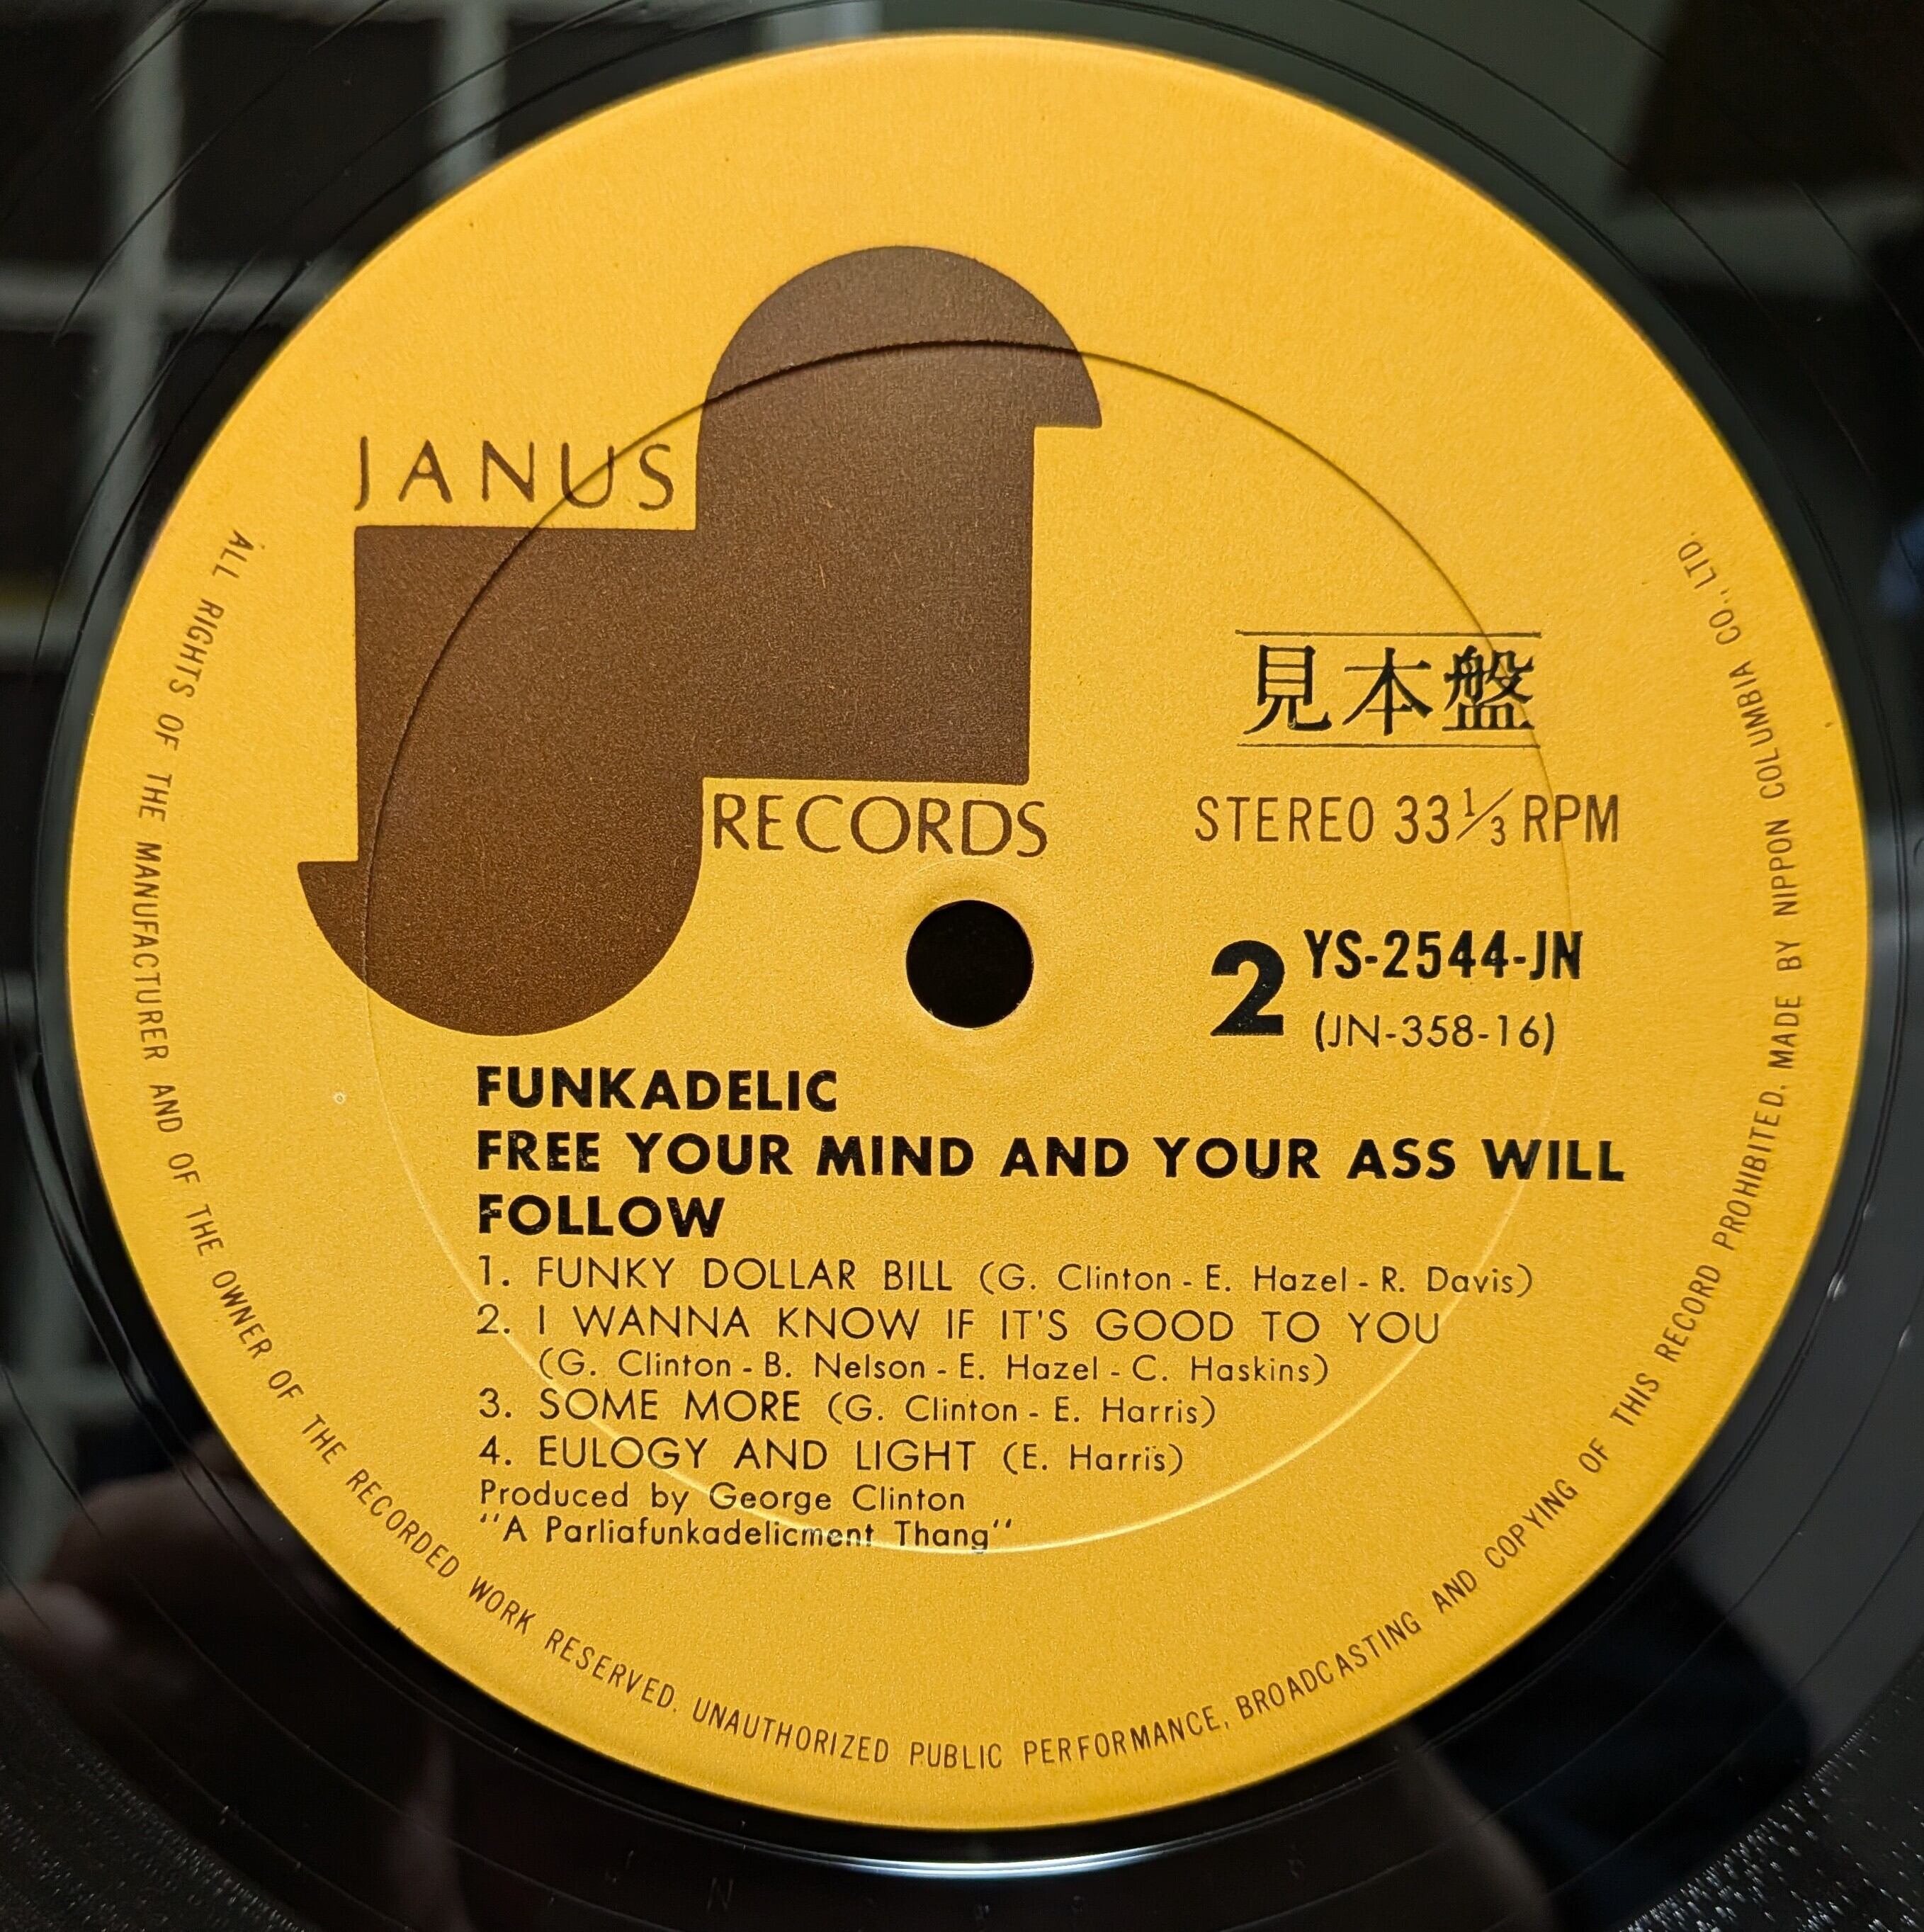 JANUS
RECORDS
見本盤
STEREO 33 1/3 RPM
2 YS-2544-JN
(JN-358-16)
FUNKADELIC
FREE YOUR MIND AND YOUR ASS WILL
FOLLOW
1. FUNKY DOLLAR BILL (G. Clinton - E. Hazel - R. Davis)
2. I WANNA KNOW IF IT'S GOOD TO YOU
(G. Clinton - B. Nelson - E. Hazel - C. Haskins)
3. SOME MORE (G. Clinton - E. Harris)
4. EULOGY AND LIGHT (E. Harris)
Produced by George Clinton
"A Parliafunkadelicment Thang"
ALL RIGHTS OF THE MANUFACTURER AND OF THE OWNER OF THE RECORDED WORK RESERVED. UNAUTHORIZED PUBLIC PERFORMANCE, BROADCASTING AND COPYING OF THIS RECORD PROHIBITED. MADE BY NIPPON COLUMBIA CO., LTD.